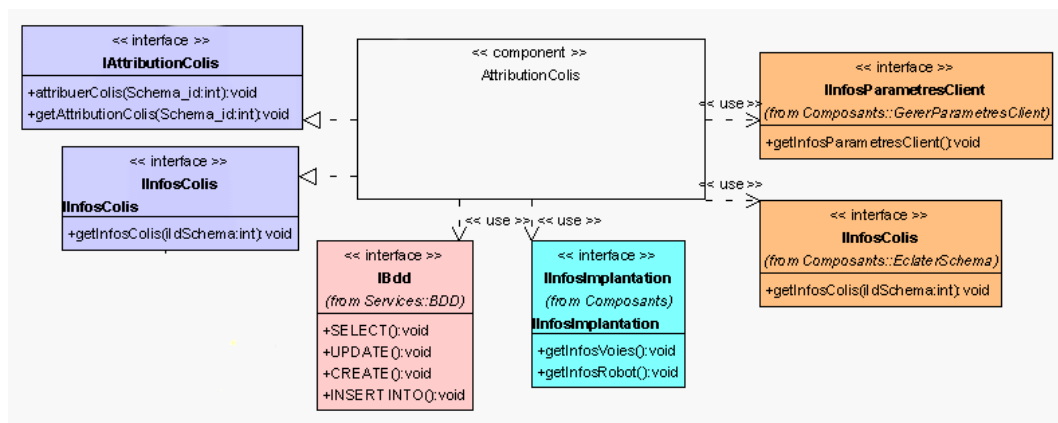 << interface >>
IAttributionColis
+attribuerColis(Schema_id:int):void
+getAttributionColis(Schema_id:int):void
<< interface >>
IInfosColis
IInfosColis
+getInfosColis(iIdSchema:int):void
<< component >>
AttributionColis
<< use >>
<< interface >>
IInfosParametresClient
(from Composants::GererParametresClient)
+getInfosParametresClient():void
<< use >>
<< interface >>
IInfosColis
(from Composants::EclaterSchema)
+getInfosColis(iIdSchema:int):void
<< use >>
<< use >>
<< interface >>
IBdd
(from Services::BDD)
+SELECT():void
+UPDATE():void
+CREATE():void
+INSERT INTO():void
<< interface >>
IInfosImplantation
(from Composants)
IInfosImplantation
+getInfosVoies():void
+getInfosRobot():void